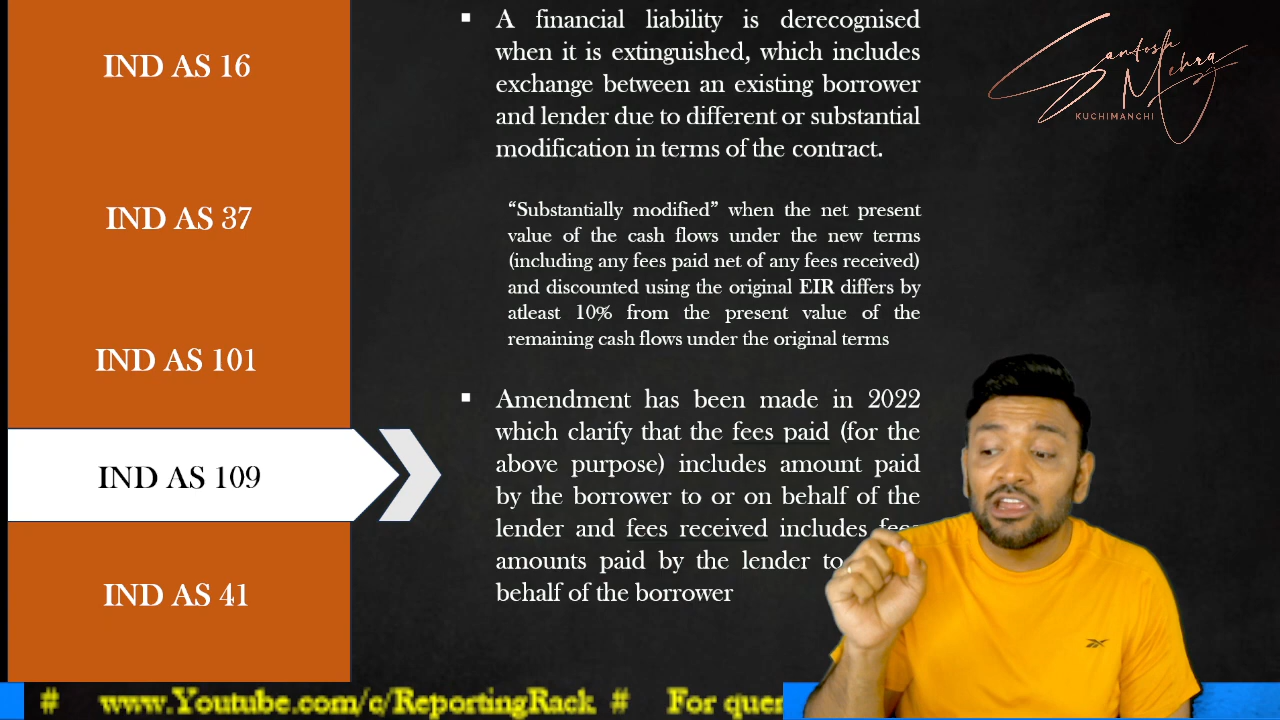 IND AS 16
IND AS 37
IND AS 101
IND AS 109
IND AS 41
▪ A financial liability is derecognised
when it is extinguished, which includes
exchange between an existing borrower
and lender due to different or substantial
modification in terms of the contract.
“Substantially modified” when the net present
value of the cash flows under the new terms
(including any fees paid net of any fees received)
and discounted using the original EIR differs by
atleast 10% from the present value of the
remaining cash flows under the original terms
▪ Amendment has been made in 2022
which clarify that the fees paid (for the
above purpose) includes amount paid
by the borrower to or on behalf of the
lender and fees received includes
amounts paid by the lender to
behalf of the borrower
Santosh
Mehra
KUCHIMANCHI
# www.Youtube.com/c/ReportingRack # For